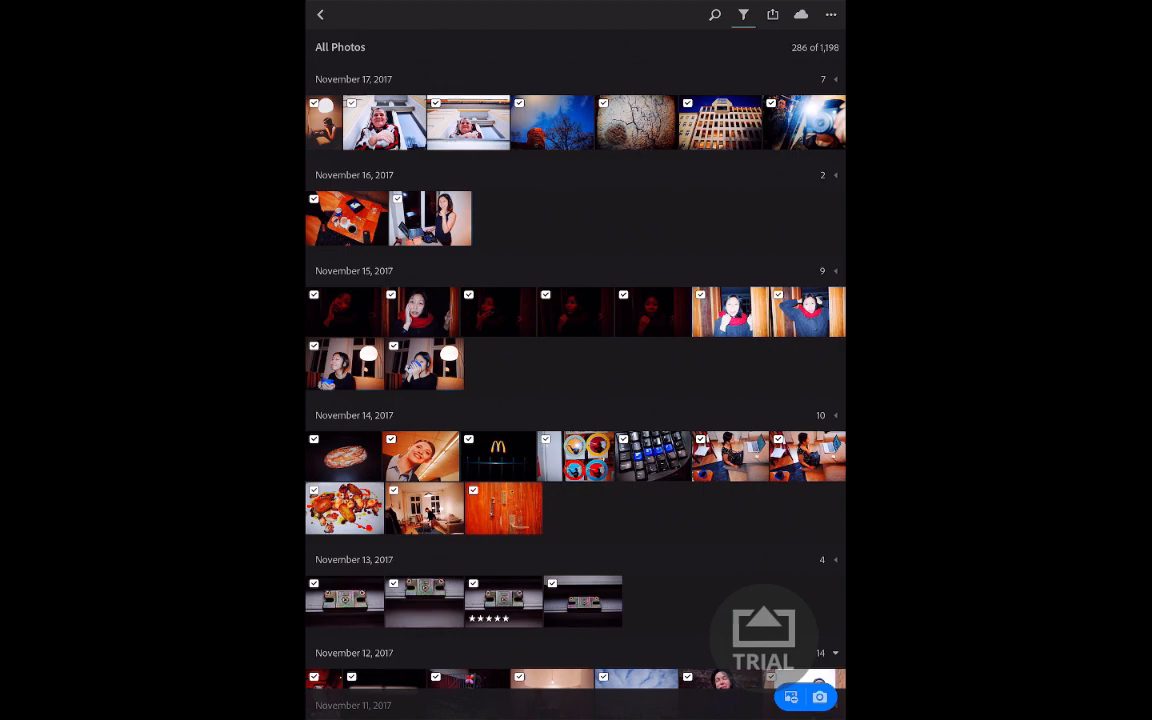 All Photos
286 of 1,198
November 17, 2017
7
November 16, 2017
2
November 15, 2017
9
November 14, 2017
10
November 13, 2017
4
★★★★★
TRIAL
November 12, 2017
14
November 11, 2017